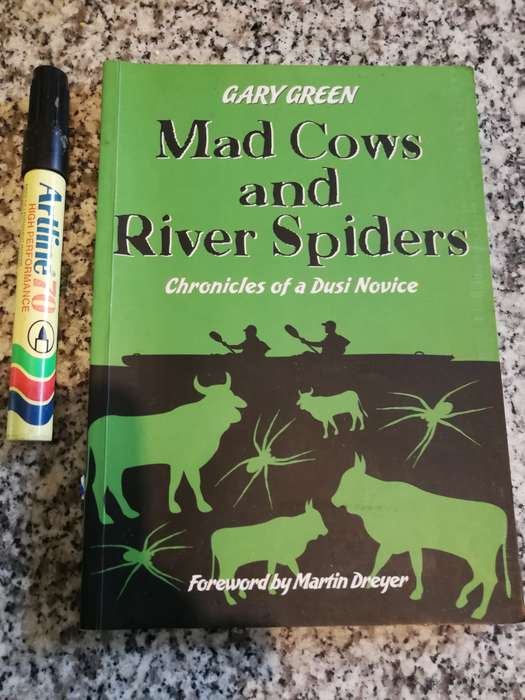 GARY GREEN
Mad Cows
and
River Spiders
Chronicles of a Dusi Novice
Foreword by Martin Dreyer
Artline 70
HIGH PERFORMANCE